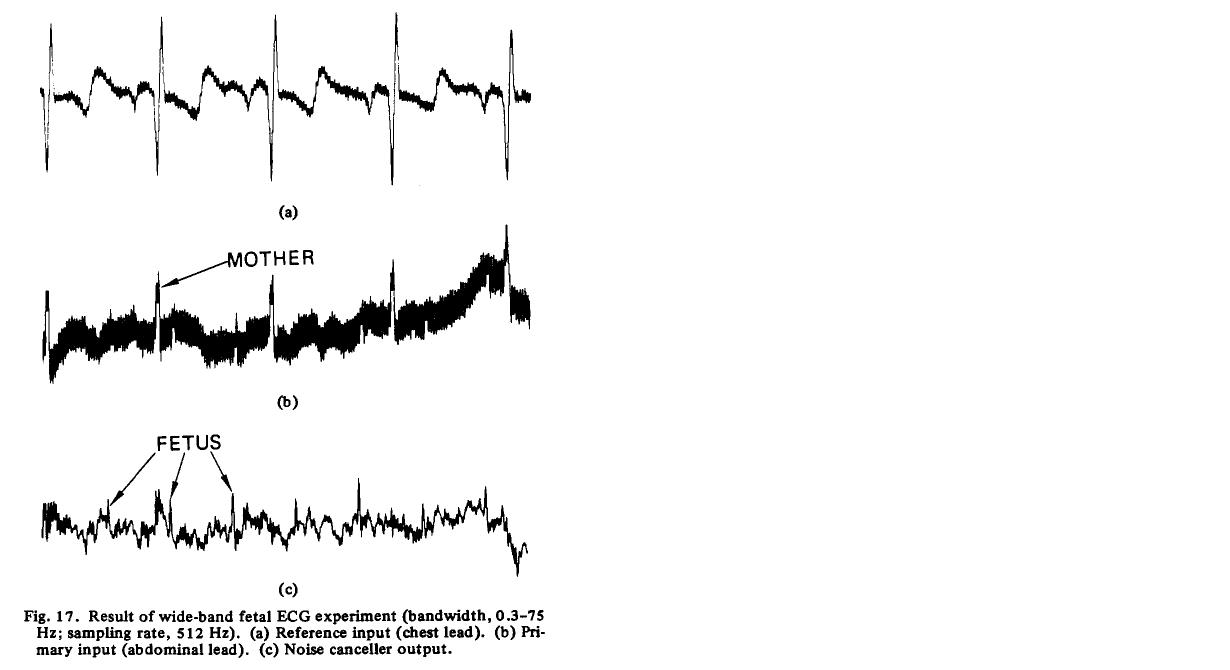 (a)
MOTHER
(b)
FETUS
(c)
Fig. 17. Result of wide-band fetal ECG experiment (bandwidth, 0.3–75
Hz; sampling rate, 512 Hz). (a) Reference input (chest lead). (b) Pri-
mary input (abdominal lead). (c) Noise canceller output.